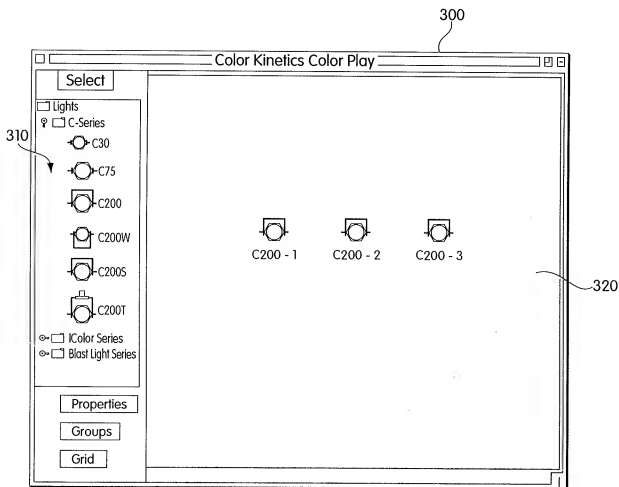 300
Color Kinetics Color Play
Select
Lights
C-Series
310
C30
C75
C200
C200W
C200S
C200T
IColor Series
Blast Light Series
C200 - 1 C200 - 2 C200 - 3
320
Properties
Groups
Grid